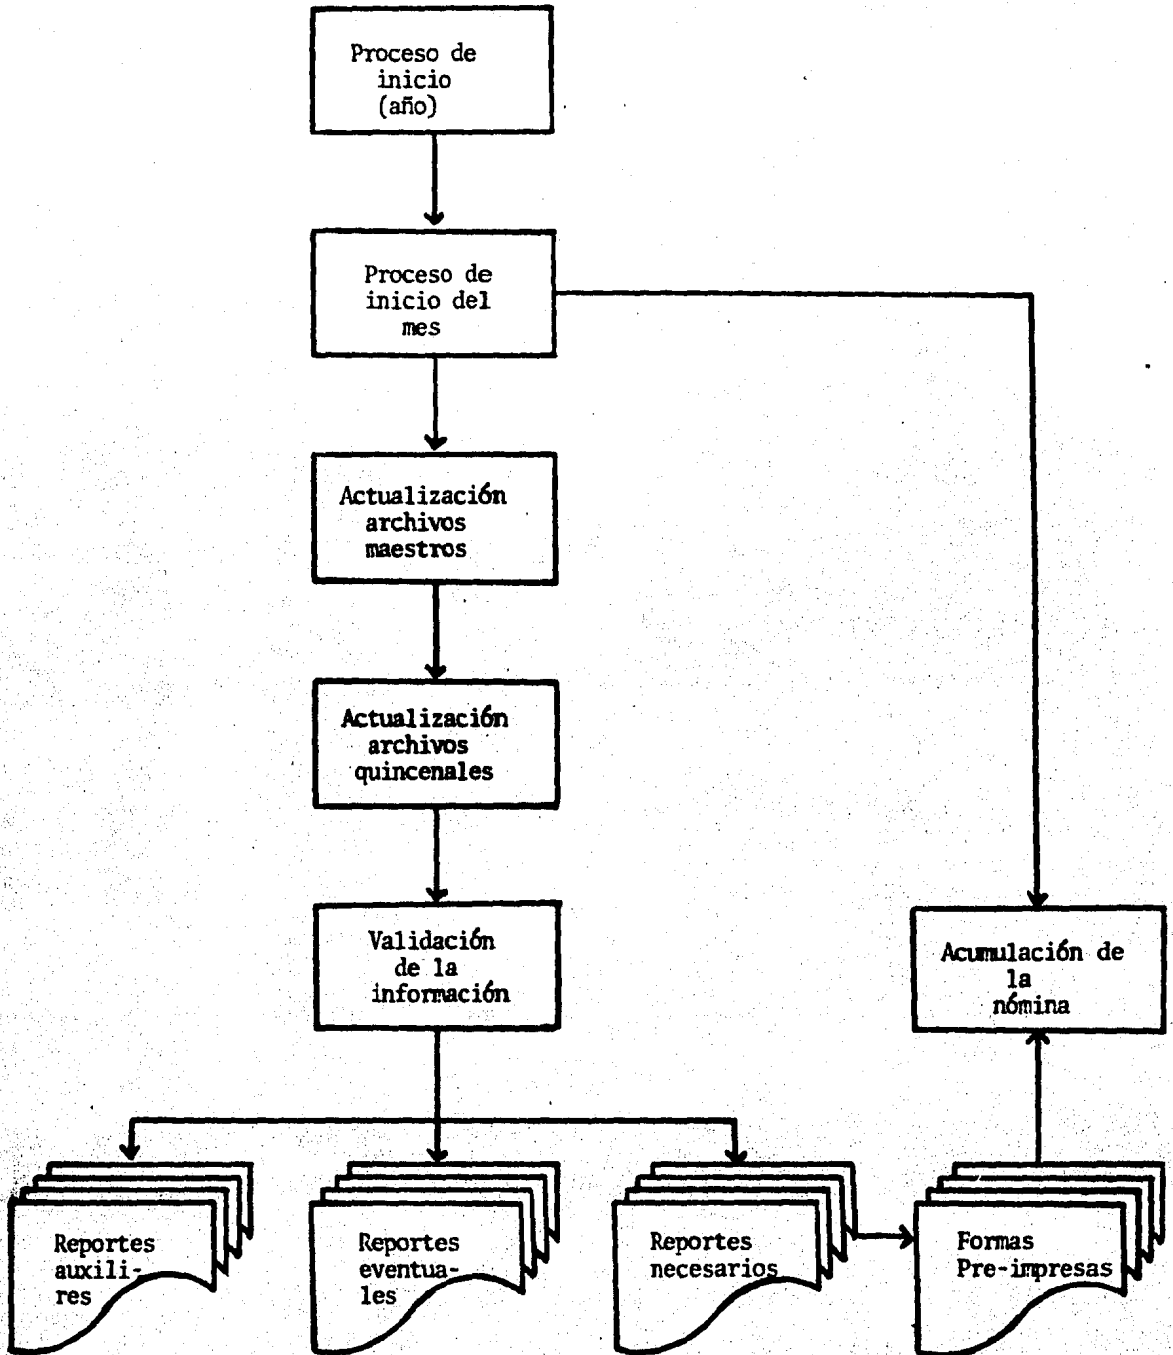 Proceso de
inicio
(año)
Proceso de
inicio del
mes
Actualización
archivos
maestros
Actualización
archivos
quincenales
Validación
de la
información
Acumulación de
la
nómina
Reportes
auxili-
res
Reportes
eventua-
les
Reportes
necesarios
Formas
Pre-impresas